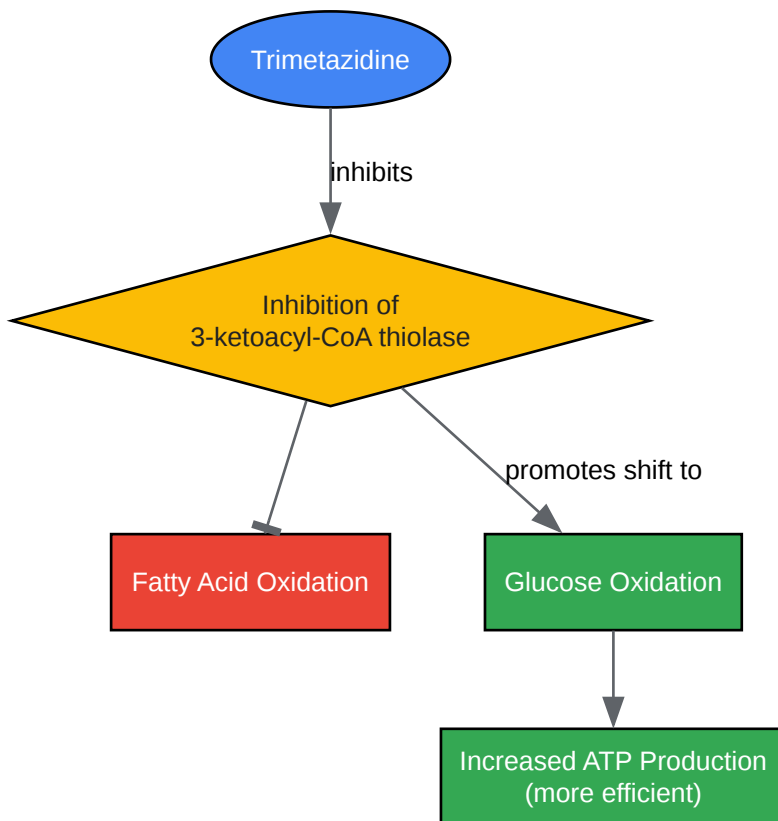 Trimetazidine
inhibits
Inhibition of
3-ketoacyl-CoA thiolase
promotes shift to
Fatty Acid Oxidation
Glucose Oxidation
Increased ATP Production
(more efficient)